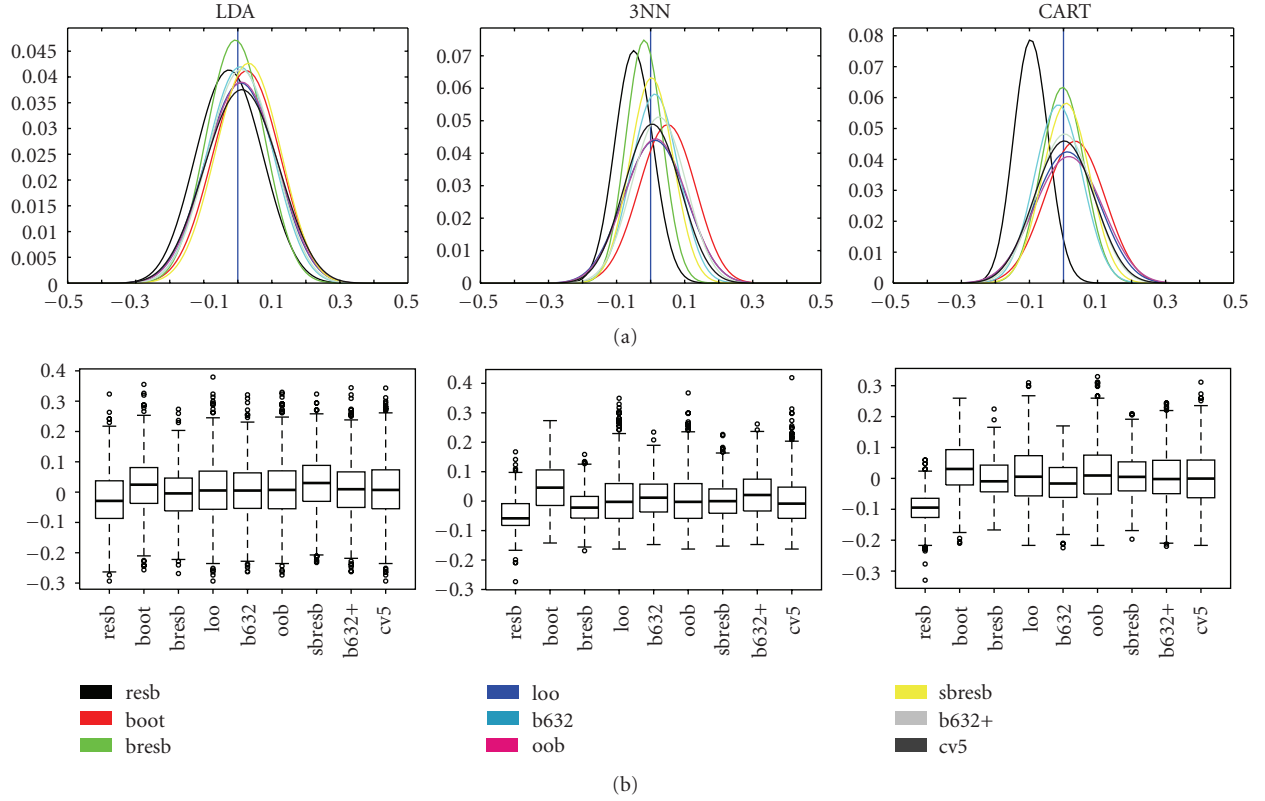 LDA 3NN CART
0.045
0.04
0.035
0.03
0.025
0.02
0.015
0.01
0.005
0
−0.5 −0.3 −0.1 0.1 0.3 0.5
0.07
0.06
0.05
0.04
0.03
0.02
0.01
0
−0.5 −0.3 −0.1 0.1 0.3 0.5
0.08
0.07
0.06
0.05
0.04
0.03
0.02
0.01
0
−0.5 −0.3 −0.1 0.1 0.3 0.5
(a)
0.4
0.3
0.2
0.1
0
−0.1
−0.2
−0.3
resb boot bresb loo b632 oob sbresb b632+ cv5
0.4
0.3
0.2
0.1
0
−0.1
−0.2
−0.3
resb boot bresb loo b632 oob sbresb b632+ cv5
0.3
0.2
0.1
0
−0.1
−0.2
−0.3
resb boot bresb loo b632 oob sbresb b632+ cv5
resb
boot
bresb
loo
b632
oob
sbresb
b632+
cv5
(b)